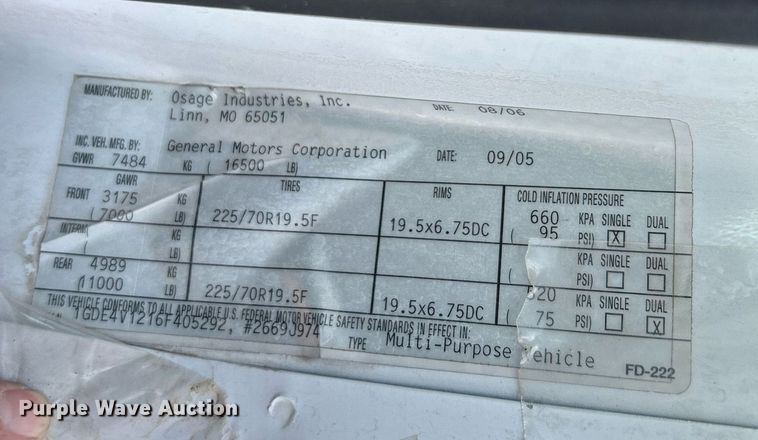 MANUFACTURED BY: Osage Industries, Inc. DATE: 08/06
Linn, MO 65051
INC. VEH. MFG. BY: General Motors Corporation DATE: 09/05
GVWR 7484 KG ( 16500 LB)
GAWR TIRES RIMS COLD INFLATION PRESSURE
FRONT 3175 KG 225/70R19.5F 19.5x6.75DC 660 KPA SINGLE DUAL
( 7000 LB) ( 95 PSI) X
INTERM. KG KPA SINGLE DUAL
( LB) PSI)
REAR 4989 KG 225/70R19.5F 19.5x6.75DC 520 KPA SINGLE DUAL
(11000 LB) ( 75 PSI) X
THIS VEHICLE CONFORMS TO ALL APPLICABLE U.S. FEDERAL MOTOR VEHICLE SAFETY STANDARDS IN EFFECT IN:
1GDE4V1216F405292, #2669J974 TYPE Multi-Purpose Vehicle
FD-222
Purple Wave Auction